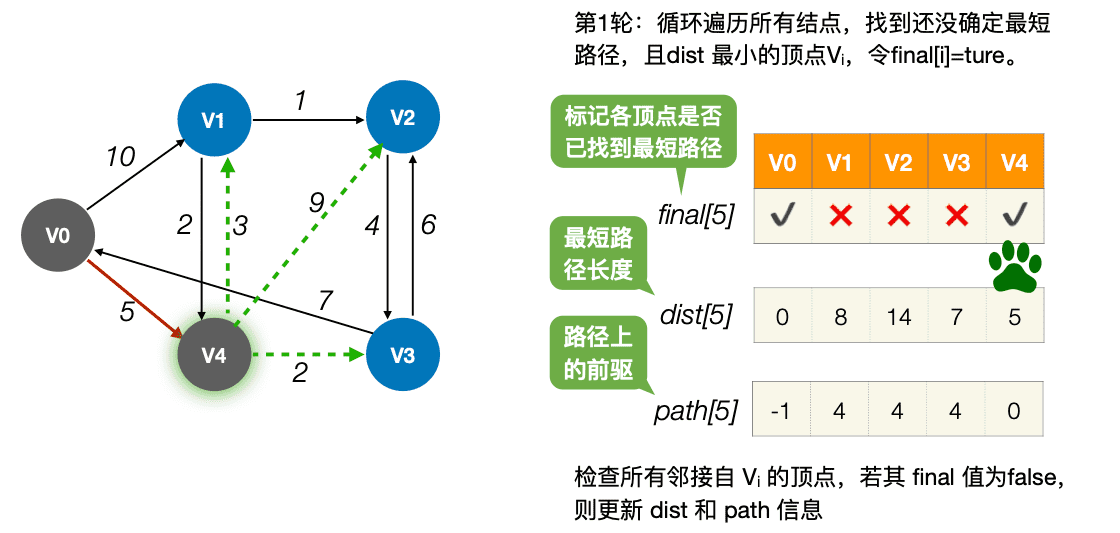 第1轮：循环遍历所有结点，找到还没确定最短
路径，且dist 最小的顶点Vᵢ，令final[i]=ture。
标记各顶点是否
已找到最短路径
V0 V1 V2 V3 V4
final[5] ✓ ✕ ✕ ✕ ✓
最短路
径长度
dist[5] 0 8 14 7 5
路径上
的前驱
path[5] -1 4 4 4 0
检查所有邻接自 Vᵢ 的顶点，若其 final 值为false，
则更新 dist 和 path 信息
1
V1
V2
10
2
3
9
4
6
V0
5
7
V4
V3
2